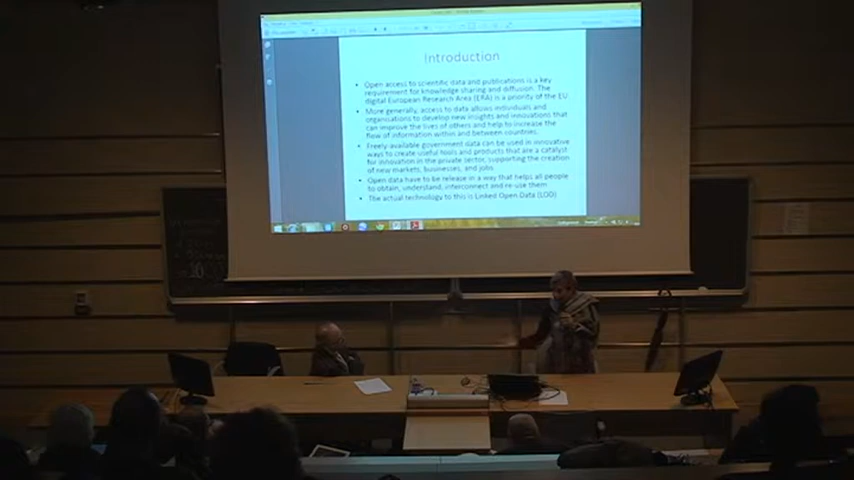 Introduction
• Open access to scientific data and publications is a key
requirement for knowledge sharing and diffusion. The
digital European Research Area (ERA) is a priority of the EU
• More generally, access to data allows individuals and
organisations to develop new insights and innovations that
can improve the lives of others and help to increase the
flow of information within and between countries.
• Freely available government data can be used in innovative
ways to create useful tools and products that are a catalyst
for innovation in the private sector, supporting the creation
of new markets, businesses, and jobs.
• Open data have to be release in a way that helps all people
to obtain, understand, interconnect and re-use them
• The actual technology to this is Linked Open Data (LOD)